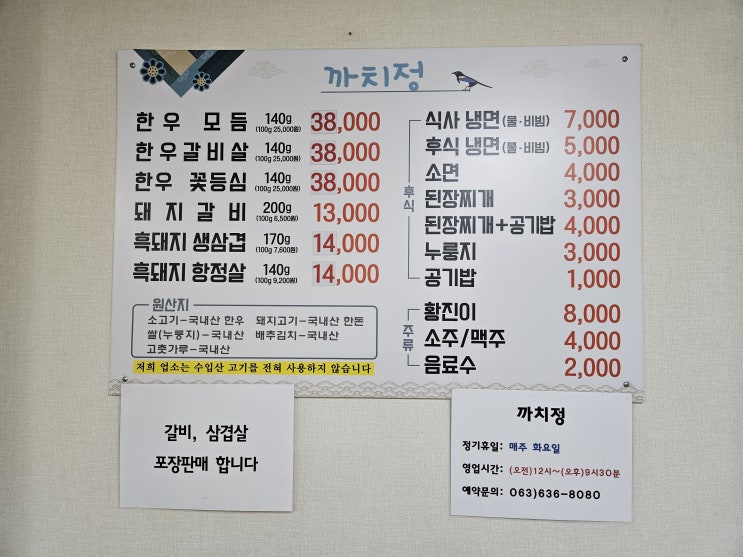 까치정
한우 모듬 140g (100g 25,000원) 38,000
한우갈비살 140g (100g 25,000원) 38,000
한우 꽃등심 140g (100g 25,000원) 38,000
돼지갈비 200g (100g 6,500원) 13,000
흑돼지 생삼겹 170g (100g 7,600원) 14,000
흑돼지 항정살 140g (100g 9,200원) 14,000
원산지
소고기-국내산 한우 돼지고기-국내산 한돈
쌀(누룽지)-국내산 배추김치-국내산
고춧가루-국내산
저희 업소는 수입산 고기를 전혀 사용하지 않습니다
후식
식사 냉면(물·비빔) 7,000
후식 냉면(물·비빔) 5,000
소면 4,000
된장찌개 3,000
된장찌개+공기밥 4,000
누룽지 3,000
공기밥 1,000
주류
황진이 8,000
소주/맥주 4,000
음료수 2,000
갈비, 삼겹살
포장판매 합니다
까치정
정기휴일: 매주 화요일
영업시간: (오전)12시~(오후)9시30분
예약문의: 063)636-8080